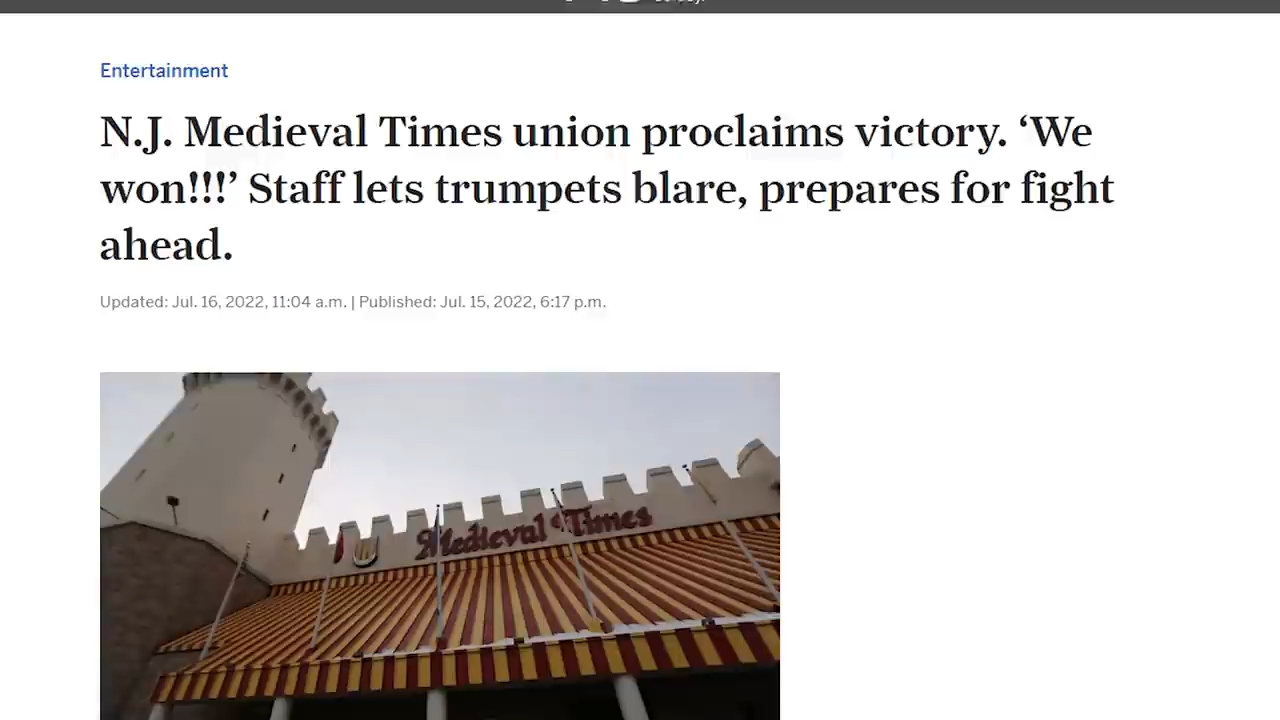 Entertainment
N.J. Medieval Times union proclaims victory. ‘We
won!!!’ Staff lets trumpets blare, prepares for fight
ahead.
Updated: Jul. 16, 2022, 11:04 a.m. | Published: Jul. 15, 2022, 6:17 p.m.
Medieval Times